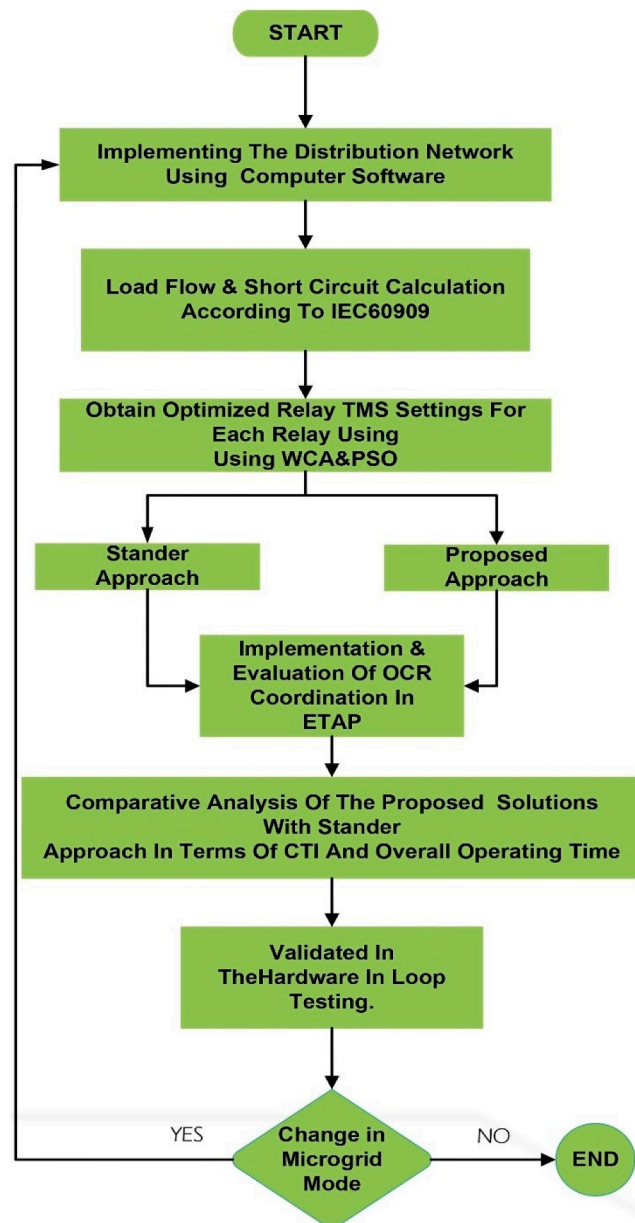 START
Implementing The Distribution Network
Using Computer Software
Load Flow & Short Circuit Calculation
According To IEC60909
Obtain Optimized Relay TMS Settings For
Each Relay Using
Using WCA&PSO
Stander
Approach
Proposed
Approach
Implementation &
Evaluation Of OCR
Coordination In
ETAP
Comparative Analysis Of The Proposed Solutions
With Stander
Approach In Terms Of CTI And Overall Operating Time
Validated In
TheHardware In Loop
Testing.
YES
Change in
Microgrid
Mode
NO
END